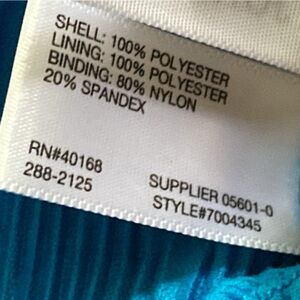 SHELL: 100% POLYESTER
LINING: 100% POLYESTER
BINDING: 80% NYLON
20% SPANDEX
RN#40168
288-2125
SUPPLIER 05601-0
STYLE#7004345